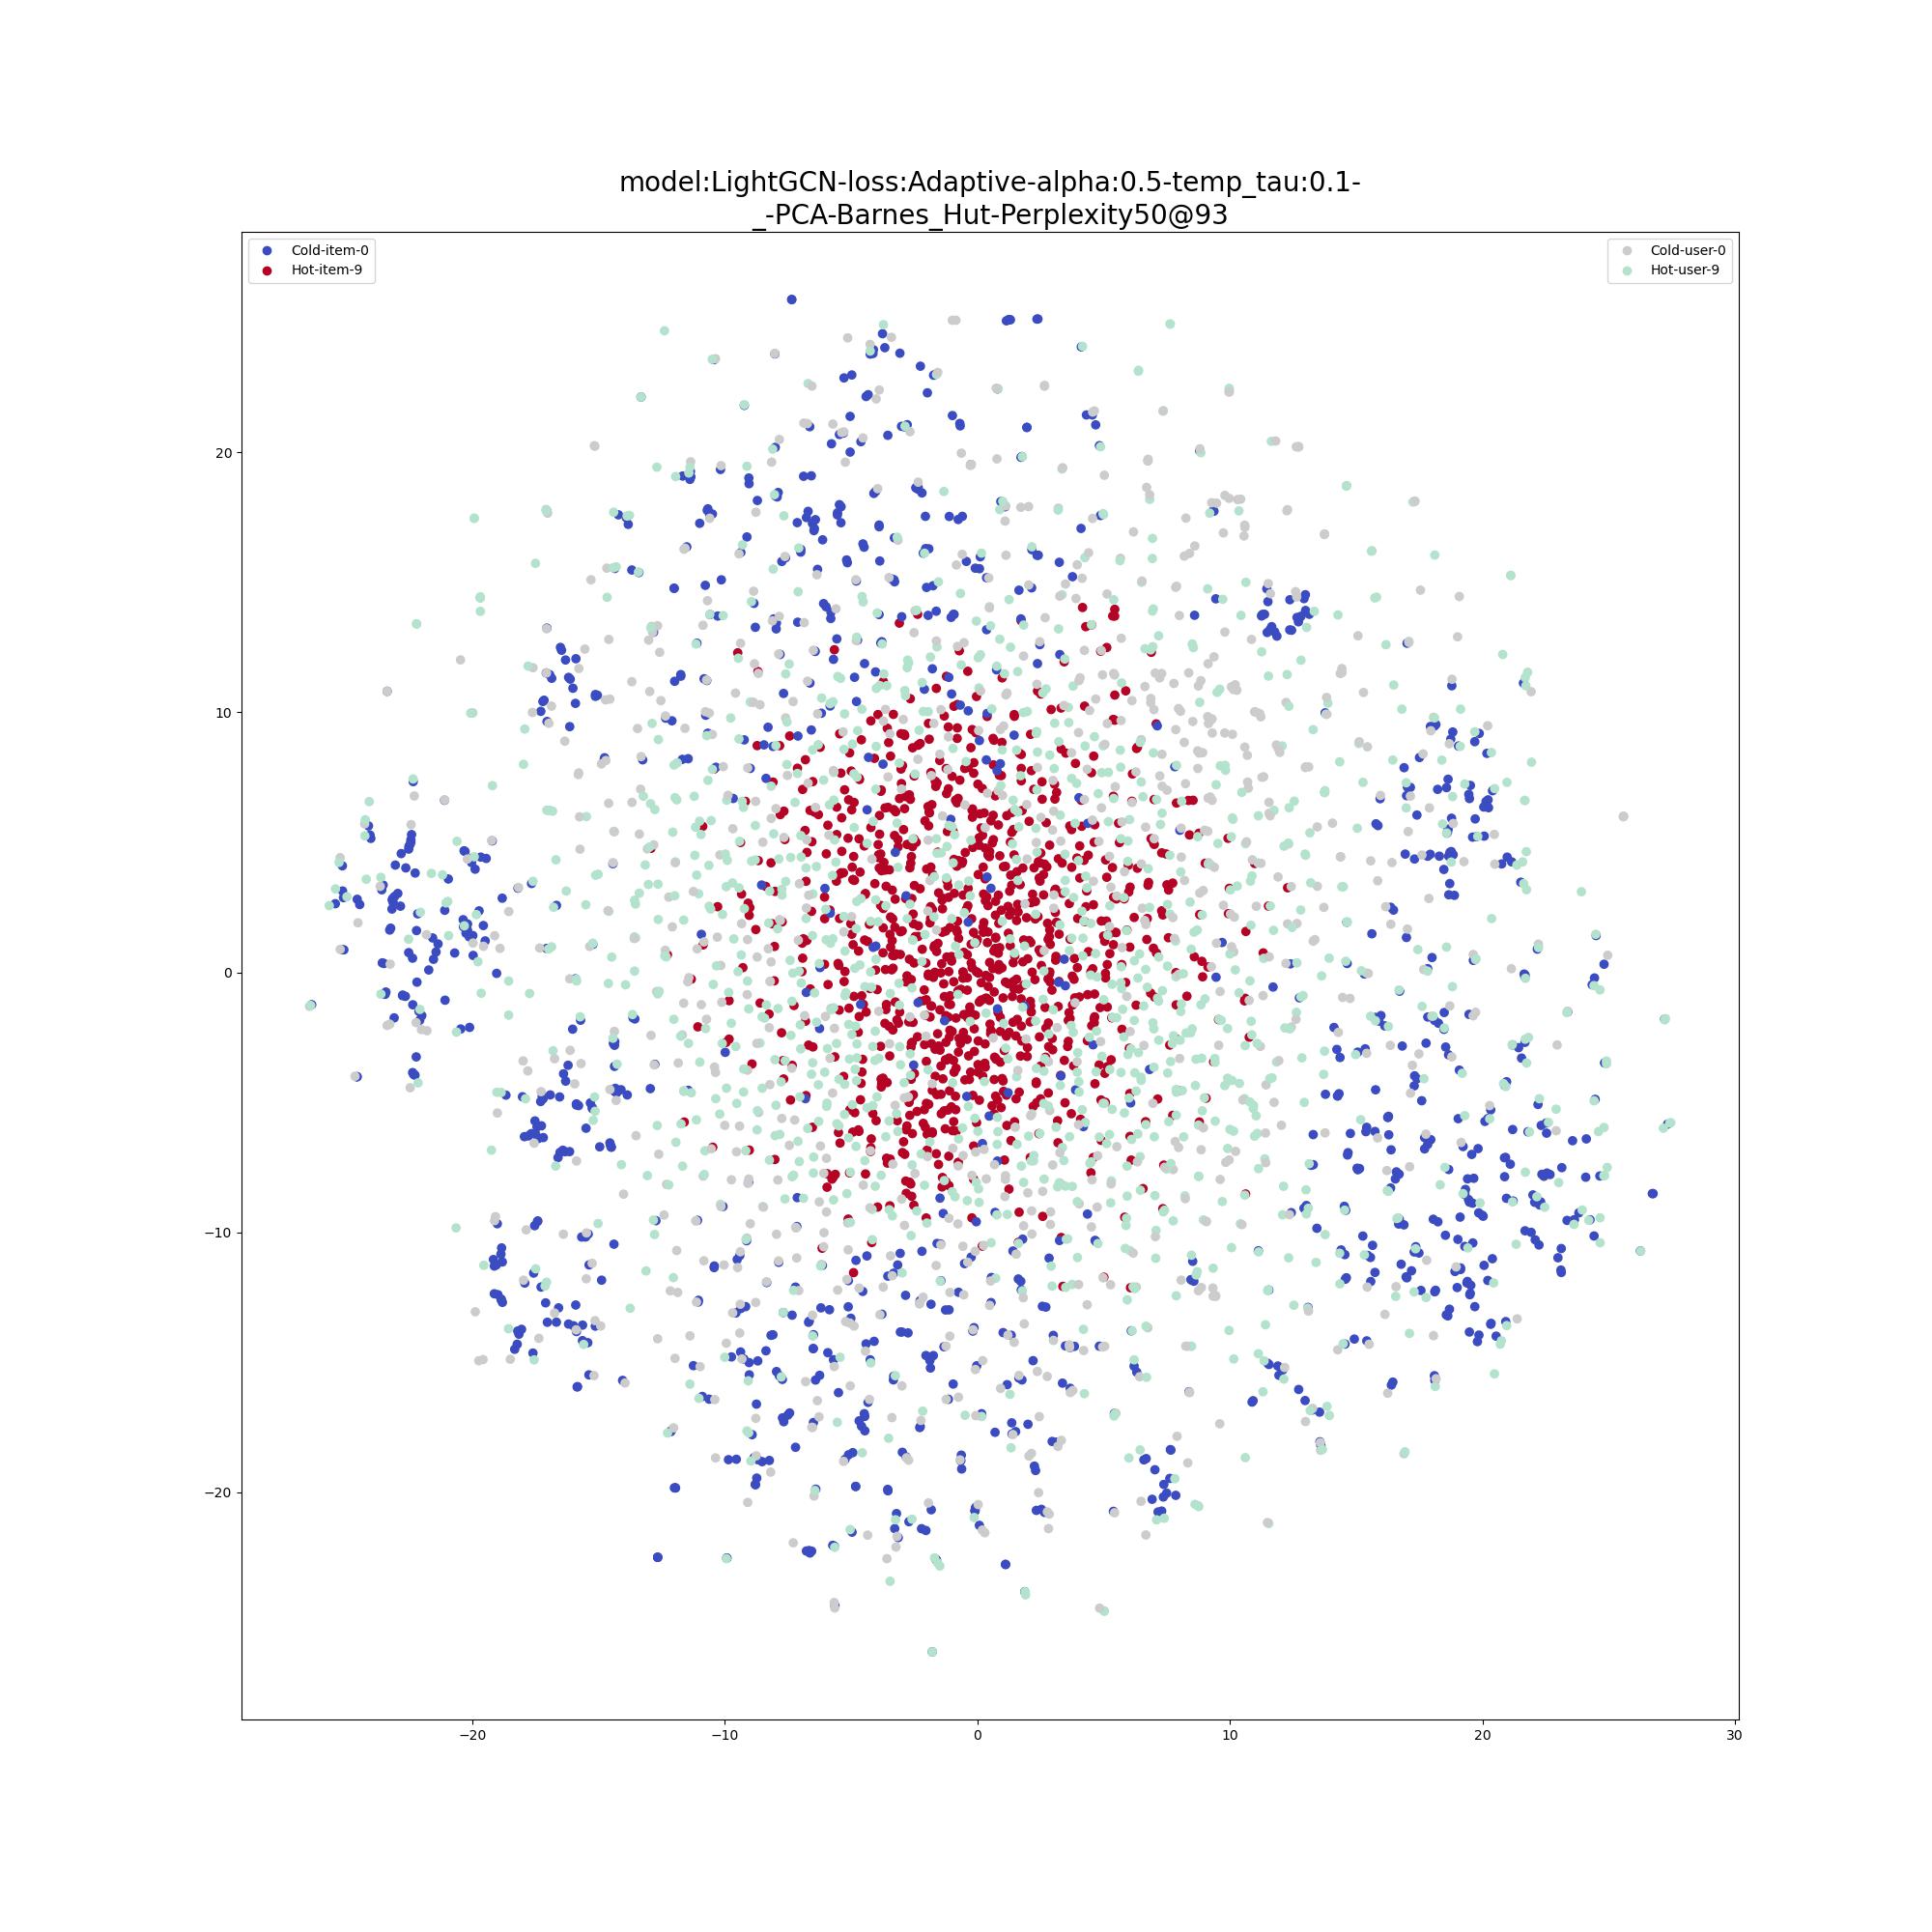 model:LightGCN-loss:Adaptive-alpha:0.5-temp_tau:0.1-
_-PCA-Barnes_Hut-Perplexity50@93
Cold-item-0
Hot-item-9
Cold-user-0
Hot-user-9
20
10
0
−10
−20
−20
−10
0
10
20
30